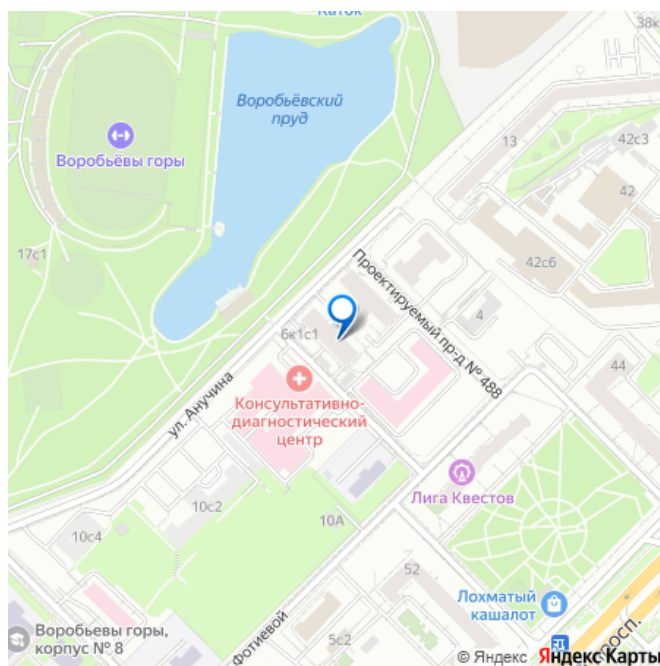 Каток
38к
Воробьёвский
пруд
13
42с3
Воробьёвы горы
42
17с1
42с6
Проектируемый пр-д № 488
4
6к1с1
44
ул. Анучина
Консультативно-
диагностический
центр
Лига Квестов
10с2
10А
10с4
52
Лохматый
кашалот
Воробьевы горы,
корпус № 8
Фотиевой
5с2
просп.
© Яндекс Яндекс Карты